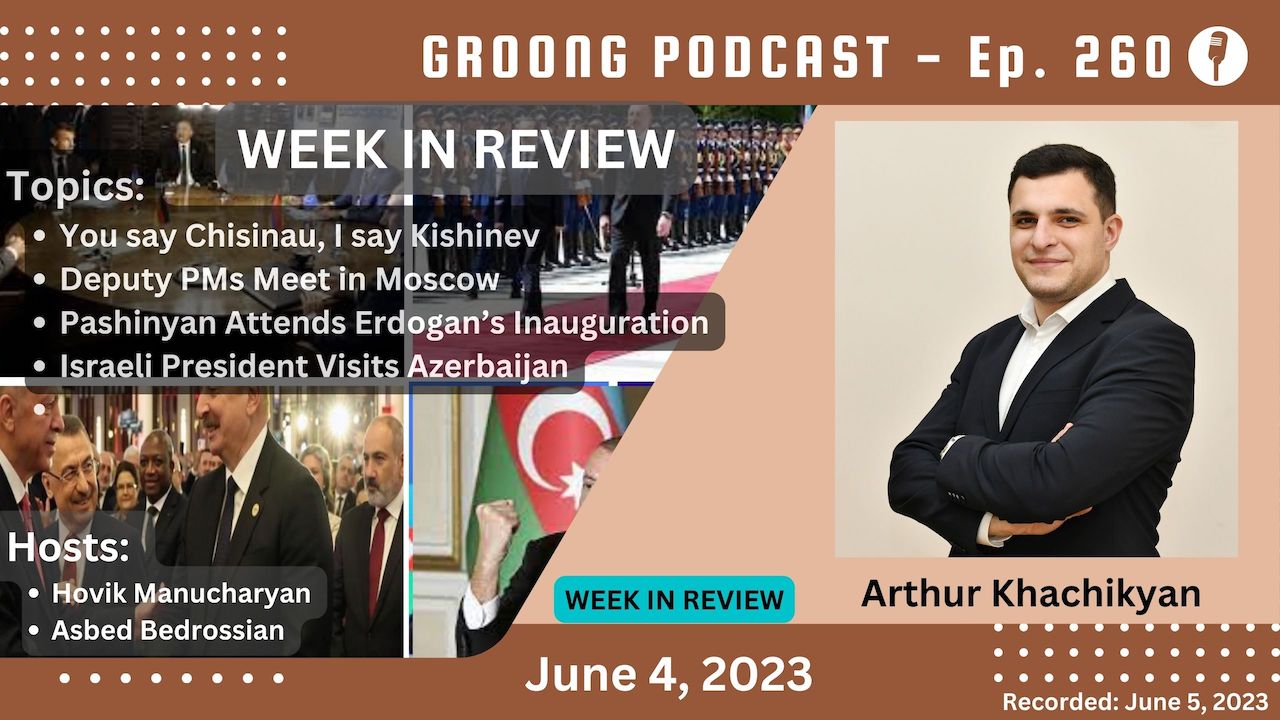 GROONG PODCAST - Ep. 260
WEEK IN REVIEW
Topics:
• You say Chisinau, I say Kishinev
• Deputy PMs Meet in Moscow
• Pashinyan Attends Erdogan’s Inauguration
• Israeli President Visits Azerbaijan
•
Hosts:
• Hovik Manucharyan
• Asbed Bedrossian
WEEK IN REVIEW
Arthur Khachikyan
June 4, 2023
Recorded: June 5, 2023